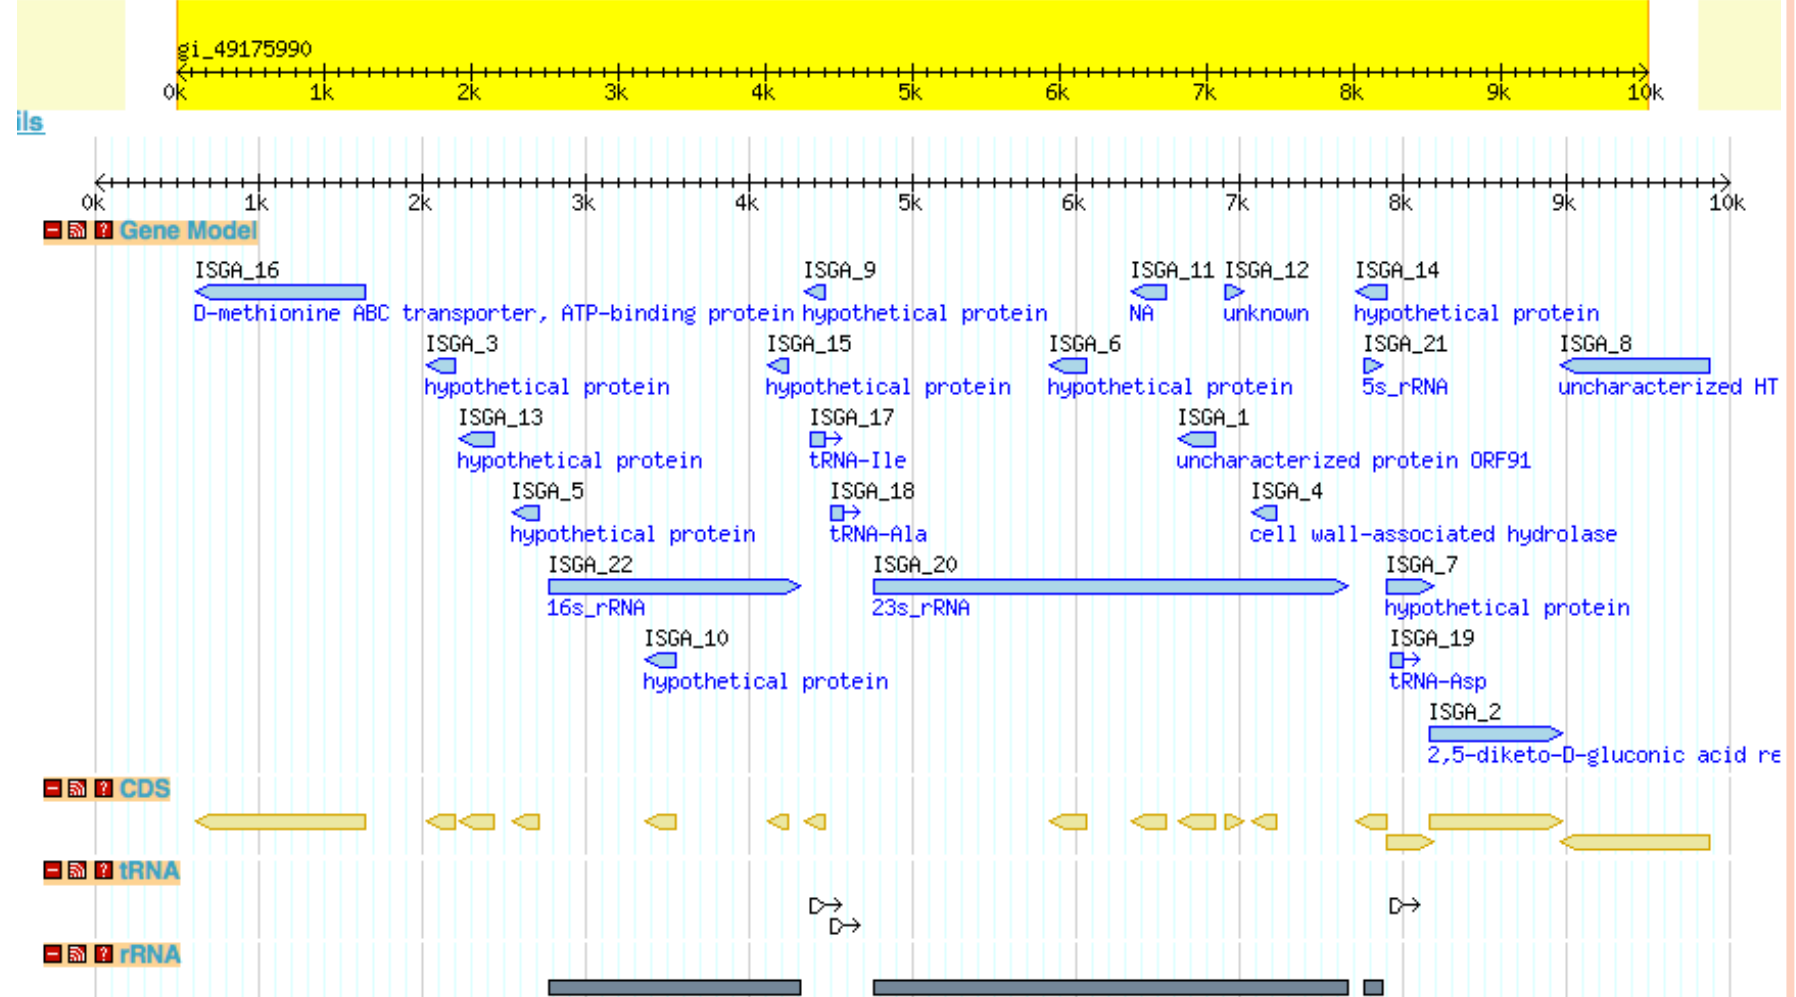 gi_49175990
0k 1k 2k 3k 4k 5k 6k 7k 8k 9k 10k
ils
0k 1k 2k 3k 4k 5k 6k 7k 8k 9k 10k
Gene Model
ISGA_16 ISGA_9 ISGA_11 ISGA_12 ISGA_14
D-methionine ABC transporter, ATP-binding protein hypothetical protein NA unknown hypothetical protein
ISGA_3 ISGA_15 ISGA_6 ISGA_21 ISGA_8
hypothetical protein hypothetical protein hypothetical protein 5s_rRNA uncharacterized HT
ISGA_13 ISGA_17 ISGA_1
hypothetical protein tRNA-Ile uncharacterized protein ORF91
ISGA_5 ISGA_18 ISGA_4
hypothetical protein tRNA-Ala cell wall-associated hydrolase
ISGA_22 ISGA_20 ISGA_7
16s_rRNA 23s_rRNA hypothetical protein
ISGA_10 ISGA_19
hypothetical protein tRNA-Asp
ISGA_2
2,5-diketo-D-gluconic acid re
CDS
tRNA
rRNA